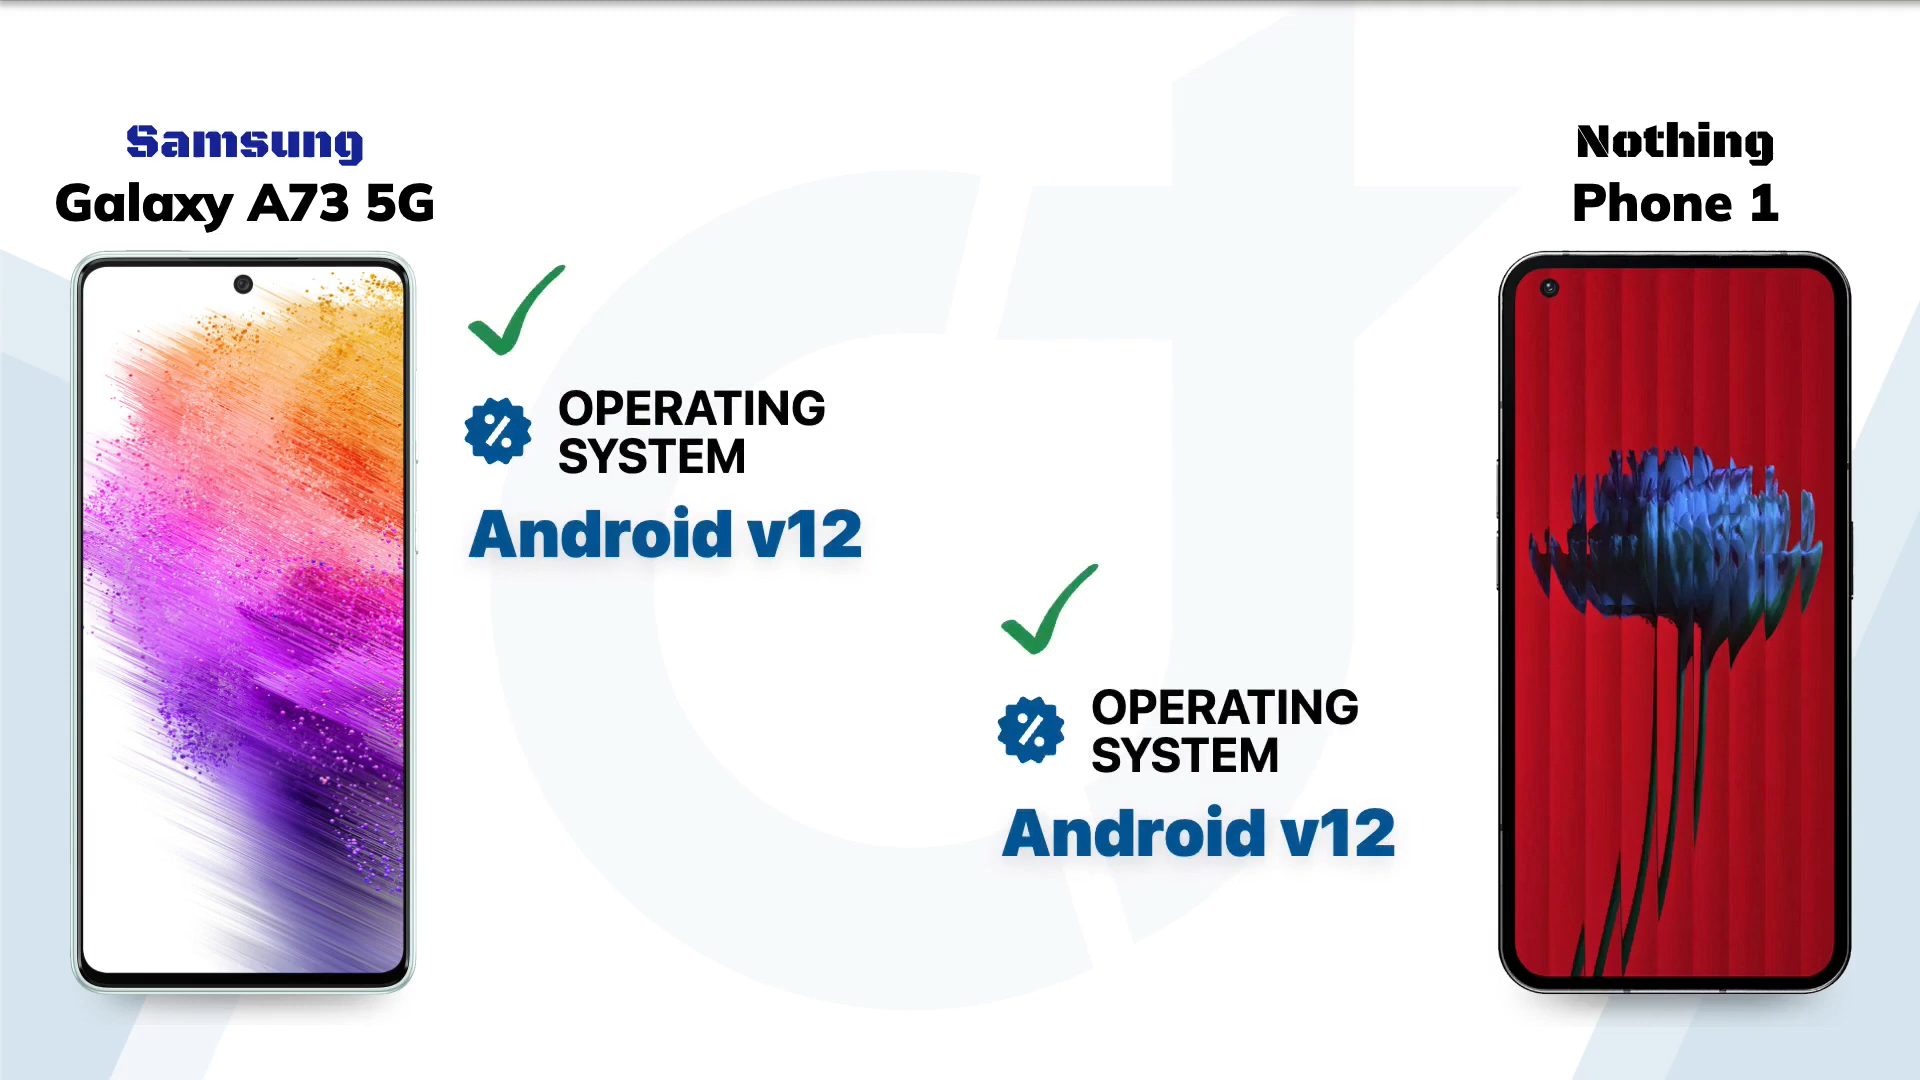 Samsung
Galaxy A73 5G
OPERATING
SYSTEM
Android v12
Nothing
Phone 1
OPERATING
SYSTEM
Android v12